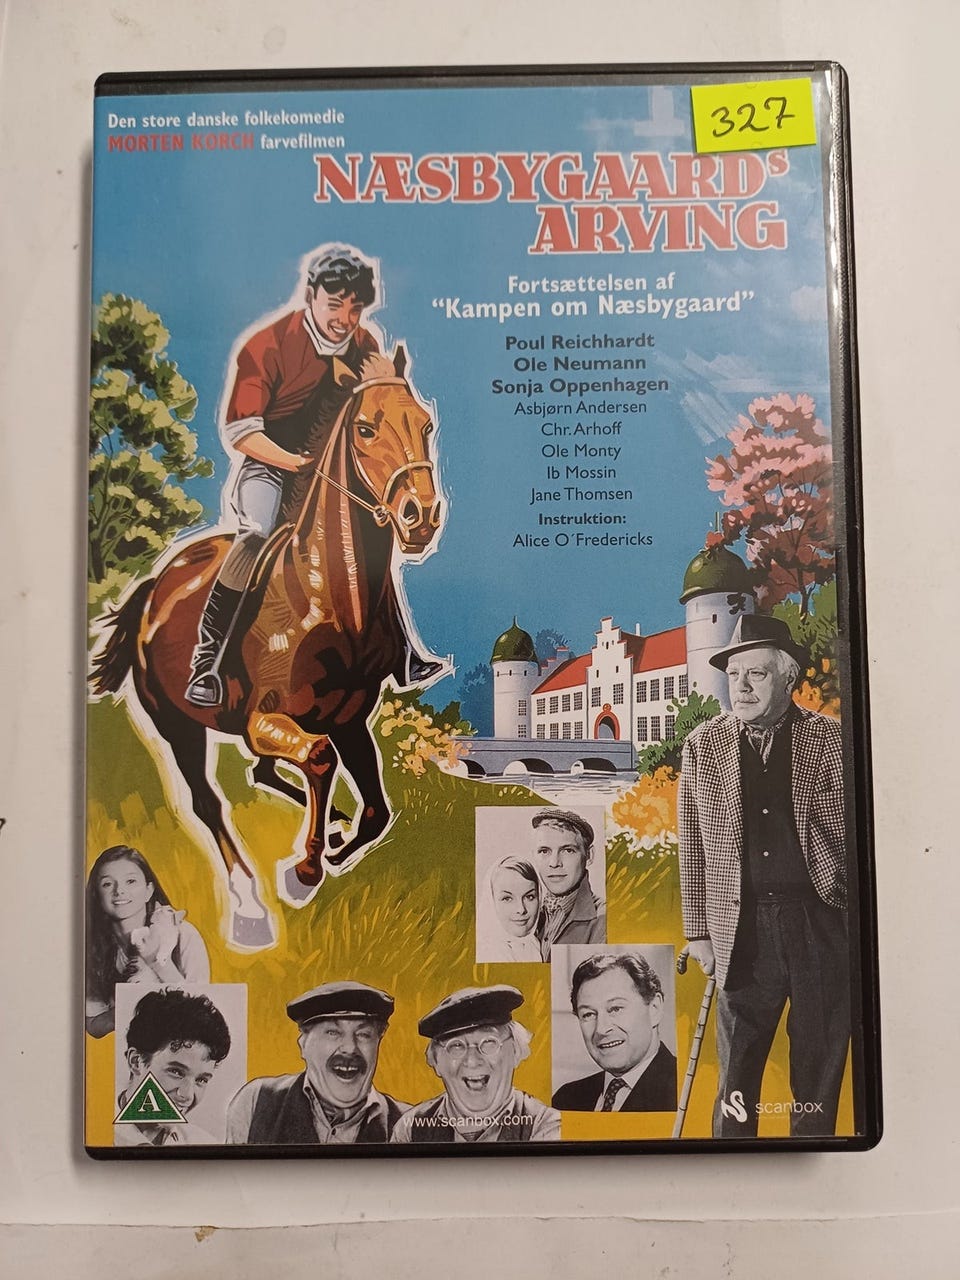 327
Den store danske folkekomedie
MORTEN KORCH farvefilmen
NÆSBYGAARDS
ARVING
Fortsættelsen af
"Kampen om Næsbygaard"
Poul Reichhardt
Ole Neumann
Sonja Oppenhagen
Asbjørn Andersen
Chr. Arhoff
Ole Monty
Ib Mossin
Jane Thomsen
Instruktion:
Alice O´Fredericks
A
www.scanbox.com
scanbox